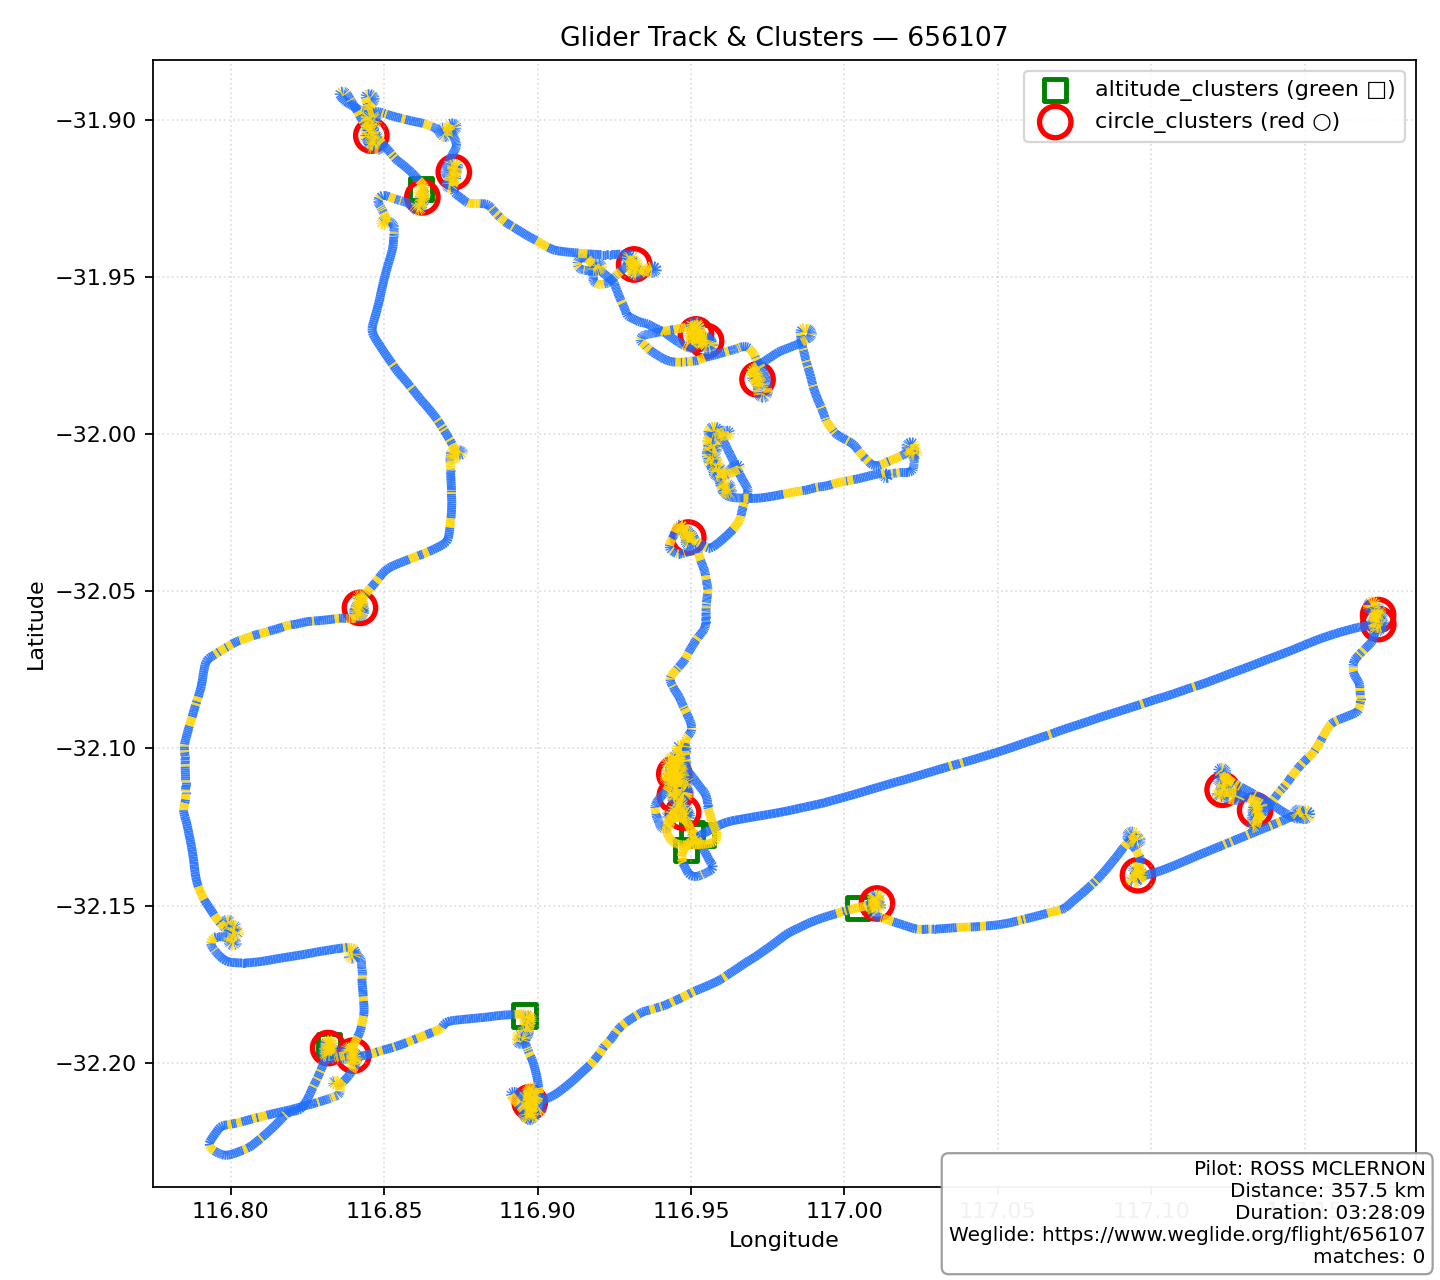 Glider Track & Clusters — 656107
altitude_clusters (green □)
circle_clusters (red ○)
−31.90
−31.95
−32.00
−32.05
−32.10
−32.15
−32.20
Latitude
116.80
116.85
116.90
116.95
117.00
117.05
117.10
Longitude
Pilot: ROSS MCLERNON
Distance: 357.5 km
Duration: 03:28:09
Weglide: https://www.weglide.org/flight/656107
matches: 0